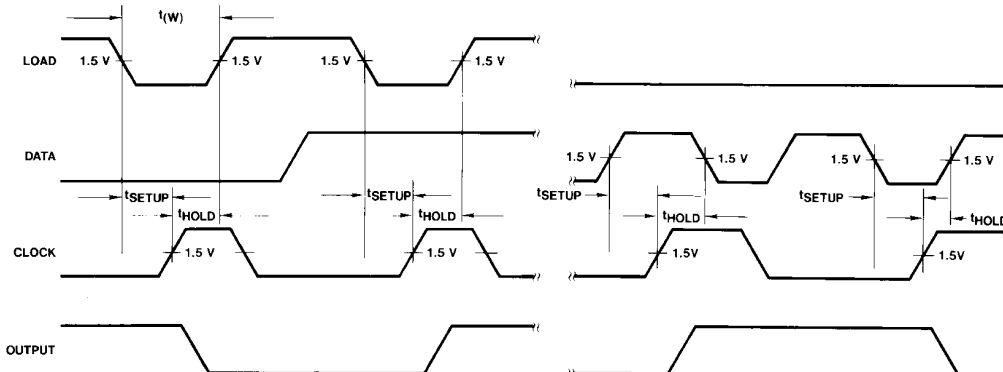 t(W)
LOAD
1.5 V
1.5 V
1.5 V
1.5 V
DATA
1.5 V
1.5 V
1.5 V
1.5 V
tSETUP
tSETUP
tSETUP
tSETUP
tHOLD
tHOLD
tHOLD
tHOLD
CLOCK
1.5 V
1.5 V
1.5V
1.5V
OUTPUT